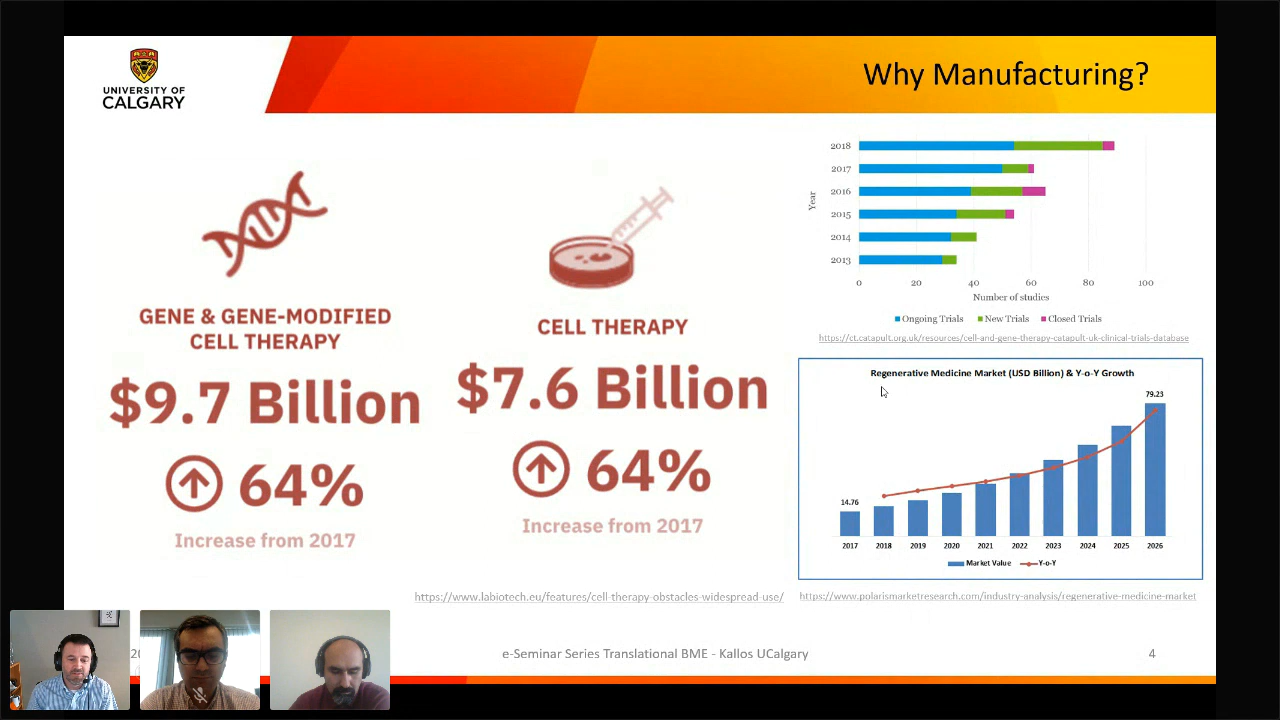 UNIVERSITY OF
CALGARY
Why Manufacturing?
GENE & GENE-MODIFIED
CELL THERAPY
$9.7 Billion
64%
Increase from 2017
CELL THERAPY
$7.6 Billion
64%
Increase from 2017
https://www.labiotech.eu/features/cell-therapy-obstacles-widespread-use/
Year
2018
2017
2016
2015
2014
2013
0 20 40 60 80 100
Number of studies
Ongoing Trials New Trials Closed Trials
https://ct.catapult.org.uk/resources/cell-and-gene-therapy-catapult-uk-clinical-trials-database
Regenerative Medicine Market (USD Billion) & Y-o-Y Growth
79.23
14.76
2017 2018 2019 2020 2021 2022 2023 2024 2025 2026
Market Value Y-o-Y
https://www.polarismarketresearch.com/industry-analysis/regenerative-medicine-market
e-Seminar Series Translational BME - Kallos UCalgary
4